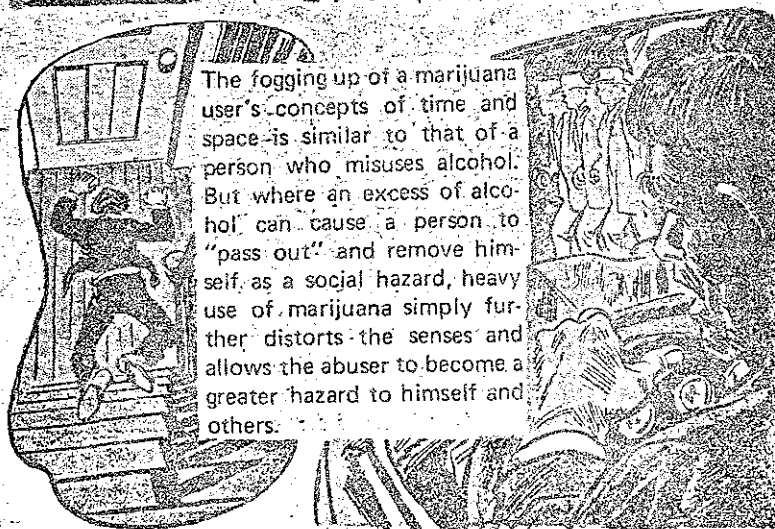 The fogging up of a marijuana
user's concepts of time and
space is similar to that of a
person who misuses alcohol.
But where an excess of alco-
hol can cause a person to
"pass out" and remove him-
self as a social hazard, heavy
use of marijuana simply fur-
ther distorts the senses and
allows the abuser to become a
greater hazard to himself and
others.